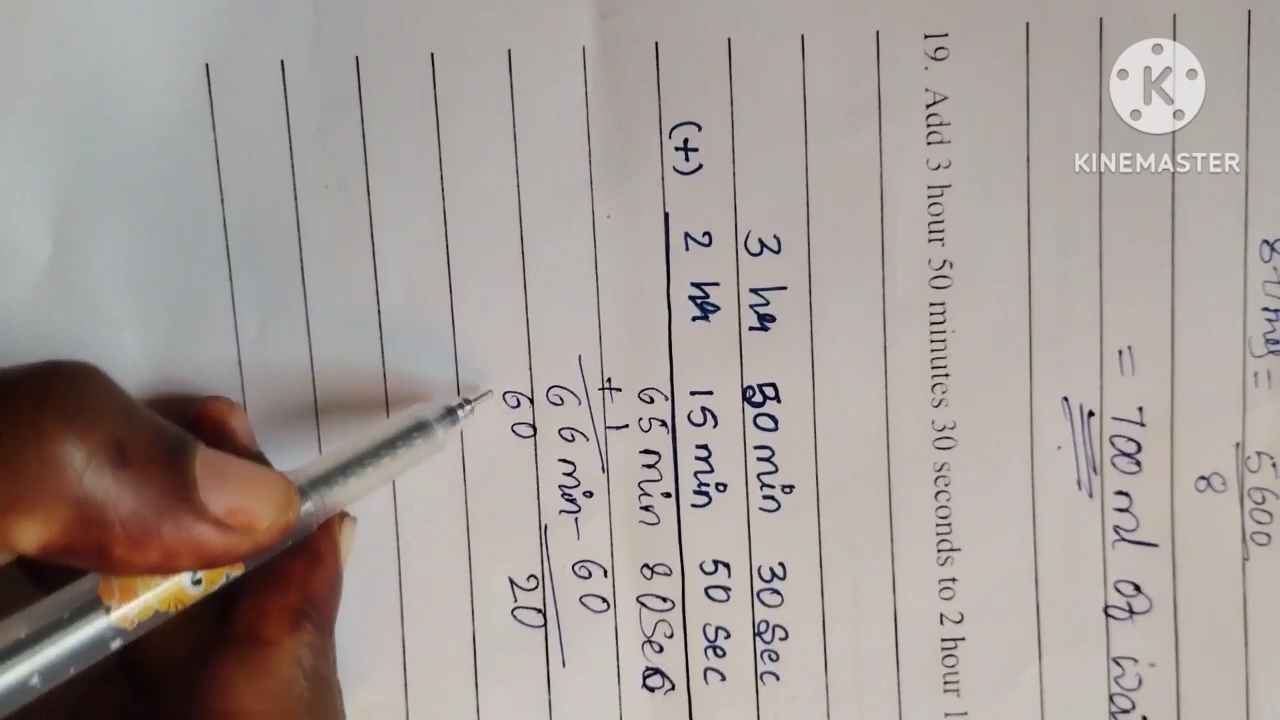 = 5600
8
= 700 ml of
19. Add 3 hour 50 minutes 30 seconds to 2 hour 1
3 hr 50 min 30 sec
(+) 2 hr 15 min 50 sec
65 min 80 sec
+ 1
66 min - 60
60 20
K
KINEMASTER